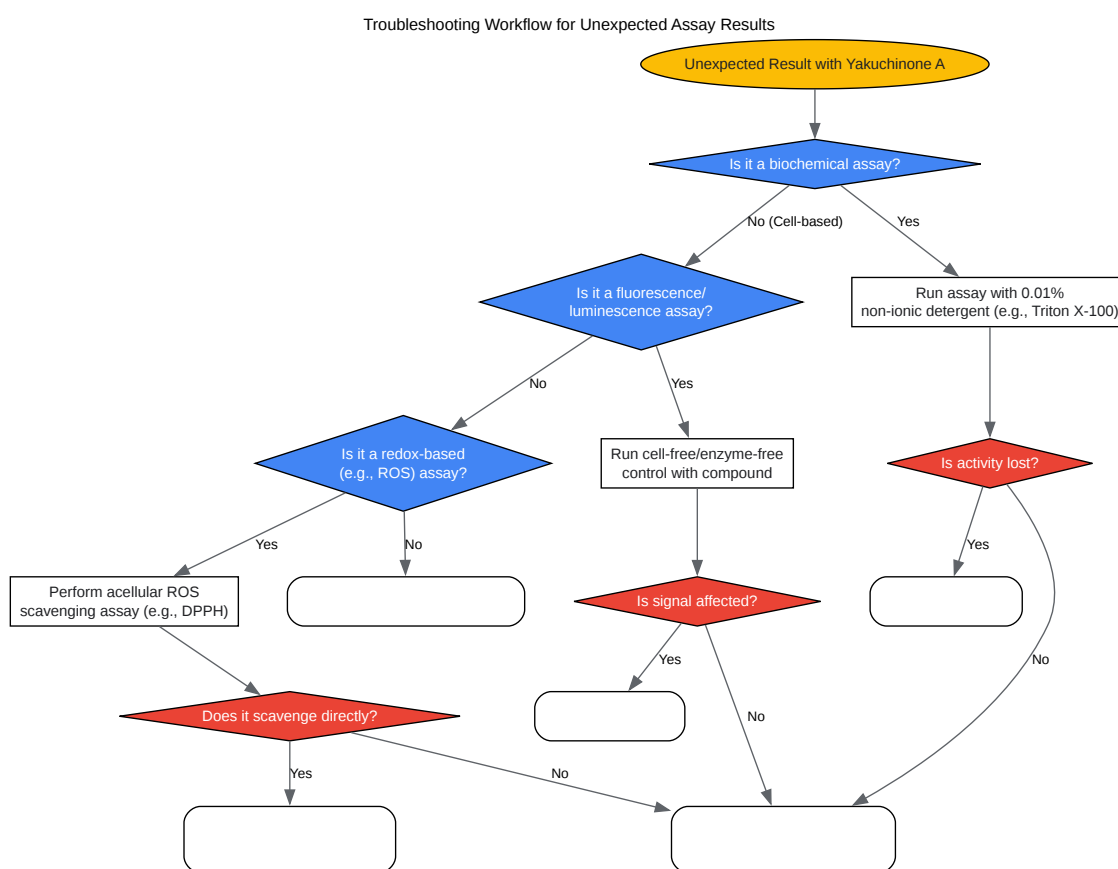 Troubleshooting Workflow for Unexpected Assay Results
Unexpected Result with Yakuchinone A
Is it a biochemical assay?
No (Cell-based)
Yes
Is it a fluorescence/
luminescence assay?
Run assay with 0.01%
non-ionic detergent (e.g., Triton X-100)
No
Yes
Is it a redox-based
(e.g., ROS) assay?
Run cell-free/enzyme-free
control with compound
Is activity lost?
Yes
No
Yes
Perform acellular ROS
scavenging assay (e.g., DPPH)
Is signal affected?
Yes
No
Does it scavenge directly?
No
Yes
No